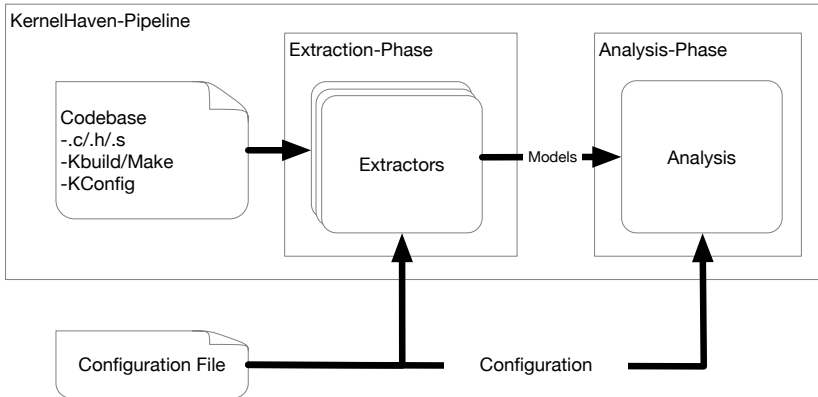 KernelHaven-Pipeline
Extraction-Phase
Analysis-Phase
Codebase
-.c/.h/.s
-Kbuild/Make
-KConfig
Extractors
Models
Analysis
Configuration File
Configuration